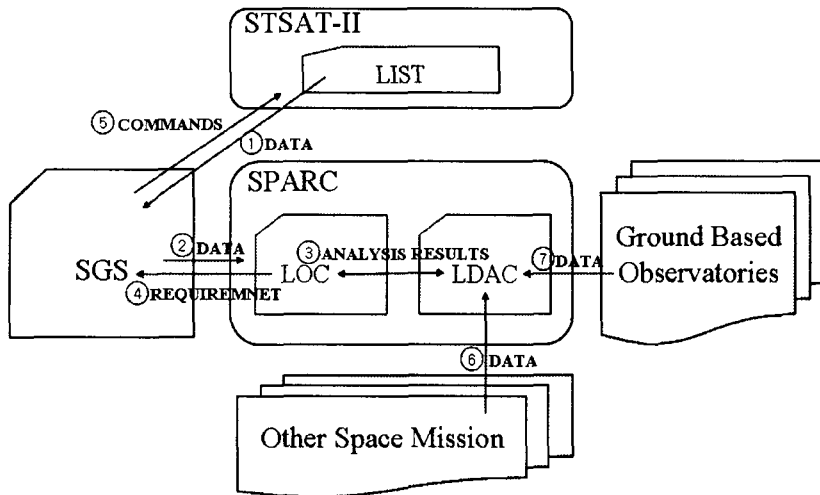 STSAT-II
LIST
⑤ COMMANDS
① DATA
SPARC
② DATA
③ ANALYSIS RESULTS
⑦ DATA
Ground Based
Observatories
SGS
LOC
LDAC
④ REQUIREMNET
⑥ DATA
Other Space Mission